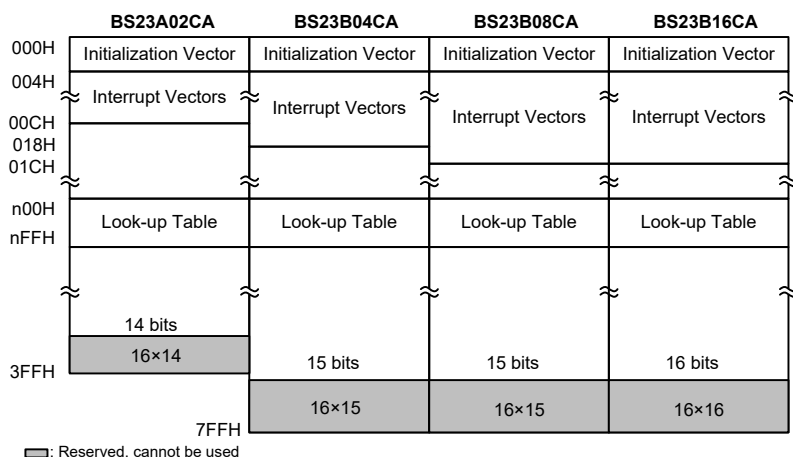 BS23A02CA BS23B04CA BS23B08CA BS23B16CA
000H Initialization Vector Initialization Vector Initialization Vector Initialization Vector
004H
Interrupt Vectors Interrupt Vectors Interrupt Vectors Interrupt Vectors
00CH
018H
01CH
n00H
Look-up Table Look-up Table Look-up Table Look-up Table
nFFH
14 bits
16×14
3FFH
15 bits 15 bits 16 bits
16×15 16×15 16×16
7FFH
: Reserved, cannot be used